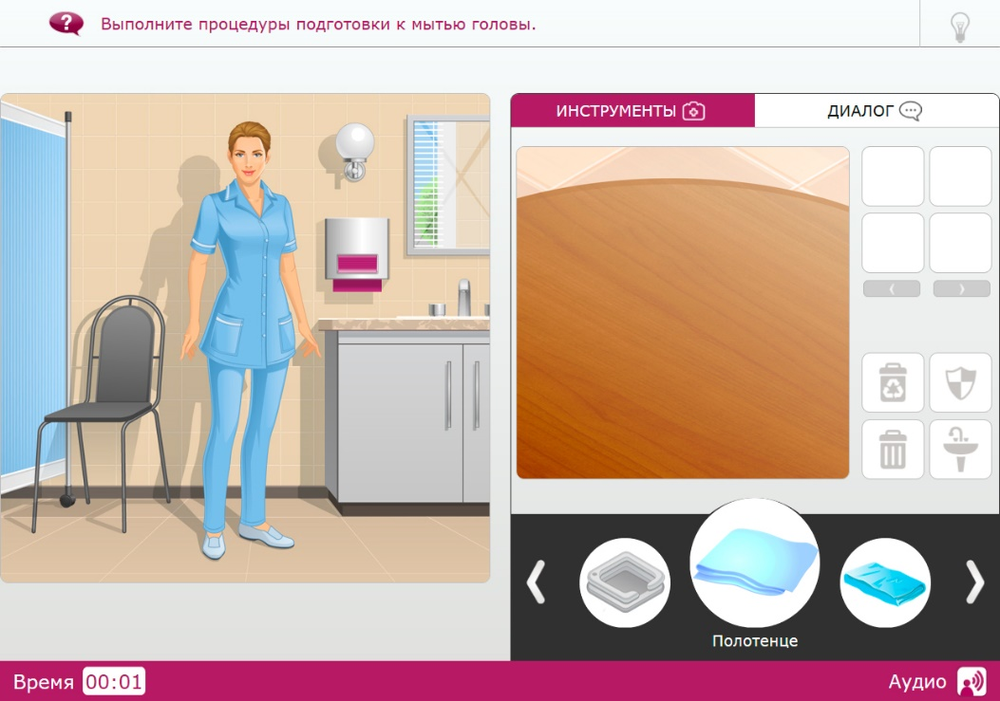 Выполните процедуры подготовки к мытью головы.
ИНСТРУМЕНТЫ
ДИАЛОГ
Полотенце
Время 00:01
Аудио